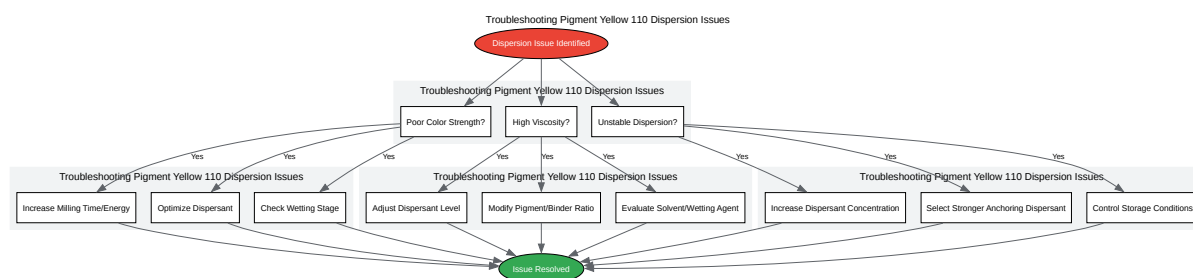 Troubleshooting Pigment Yellow 110 Dispersion Issues
Dispersion Issue Identified
Troubleshooting Pigment Yellow 110 Dispersion Issues
Poor Color Strength?
High Viscosity?
Unstable Dispersion?
Yes
Yes
Yes
Yes
Yes
Yes
Yes
Yes
Yes
Troubleshooting Pigment Yellow 110 Dispersion Issues
Troubleshooting Pigment Yellow 110 Dispersion Issues
Troubleshooting Pigment Yellow 110 Dispersion Issues
Increase Milling Time/Energy
Optimize Dispersant
Check Wetting Stage
Adjust Dispersant Level
Modify Pigment/Binder Ratio
Evaluate Solvent/Wetting Agent
Increase Dispersant Concentration
Select Stronger Anchoring Dispersant
Control Storage Conditions
Issue Resolved